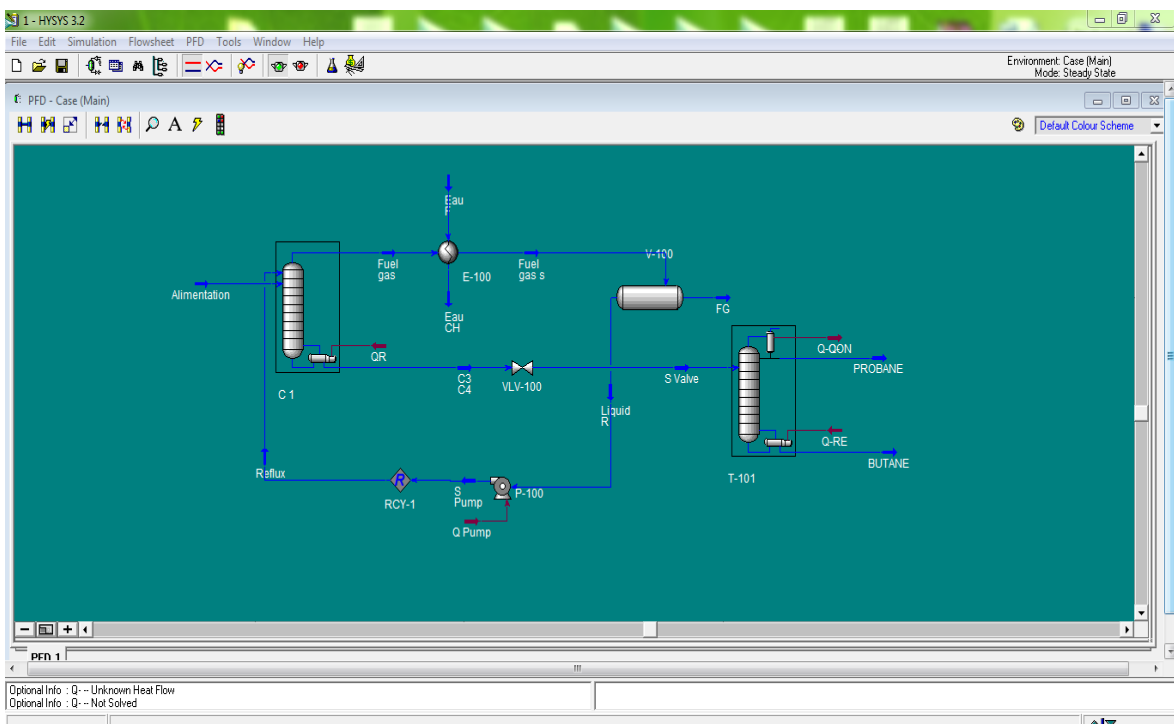 1 - HYSYS 3.2
File Edit Simulation Flowsheet PFD Tools Window Help
Environment: Case (Main)
Mode: Steady State
PFD - Case (Main)
A
Default Colour Scheme
Eau
V-100
Fuel
gas
E-100
Fuel
gas s
Alimentation
FG
Eau
CH
Q-QON
QR
PROBANE
C3
C4
VLV-100
S Valve
C 1
Liquid
R
Q-RE
BUTANE
Reflux
T-101
R
RCY-1
S
Pump
P-100
Q Pump
PFD 1
Optional Info : Q- -- Unknown Heat Flow
Optional Info : Q- -- Not Solved